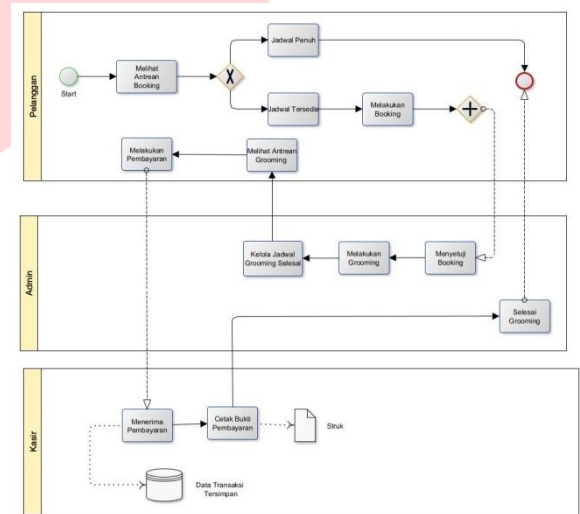 Pelanggan
Start
Melihat
Antrean
Booking
X
Jadwal Penuh
Jadwal Tersedia
Melakukan
Booking
Melakukan
Pembayaran
Melihat Antrean
Grooming
Admin
Kelola Jadwal
Grooming Selesai
Melakukan
Grooming
Menyetuji
Booking
Selesai
Grooming
Kasir
Menerima
Pembayaran
Cetak Bukti
Pembayaran
Struk
Data Transaksi
Tersimpan